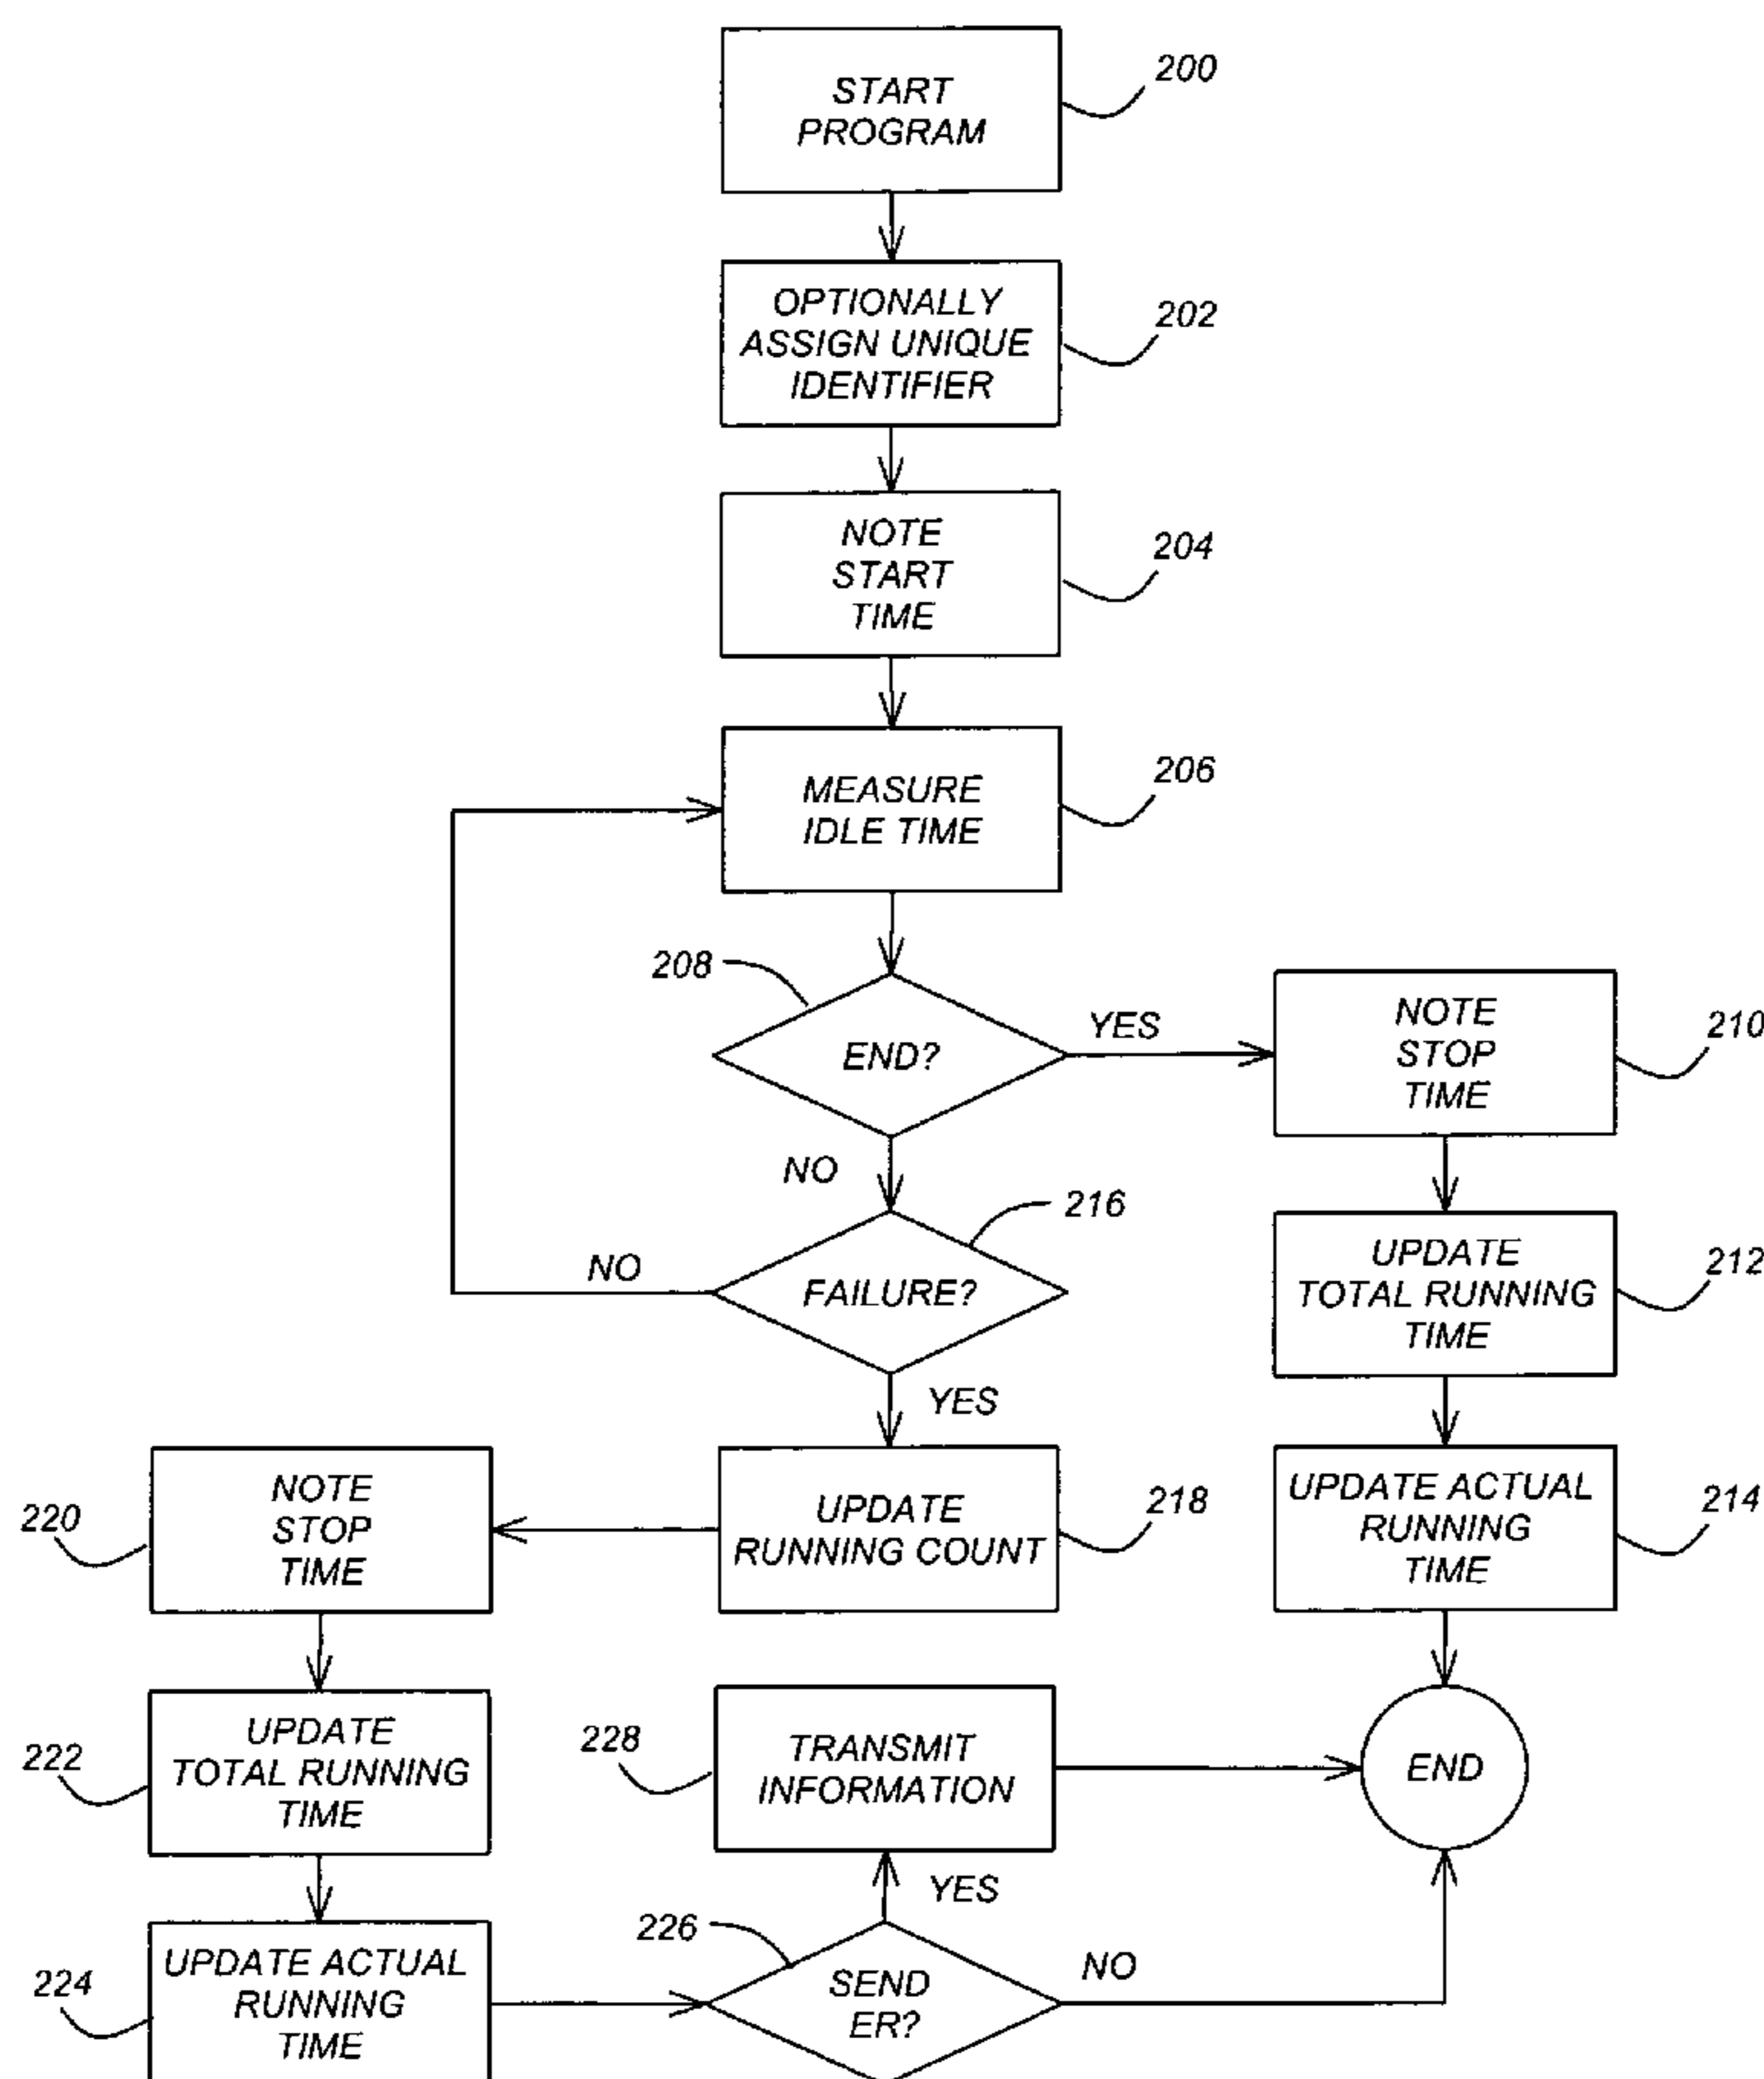 START
PROGRAM
200
OPTIONALLY
ASSIGN UNIQUE
IDENTIFIER
202
NOTE
START
TIME
204
MEASURE
IDLE TIME
206
208
END?
YES
NO
NOTE
STOP
TIME
210
216
FAILURE?
NO
YES
UPDATE
TOTAL RUNNING
TIME
212
UPDATE ACTUAL
RUNNING
TIME
214
UPDATE
RUNNING COUNT
218
NOTE
STOP
TIME
220
UPDATE
TOTAL RUNNING
TIME
222
UPDATE ACTUAL
RUNNING
TIME
224
226
SEND
ER?
YES
NO
TRANSMIT
INFORMATION
228
END